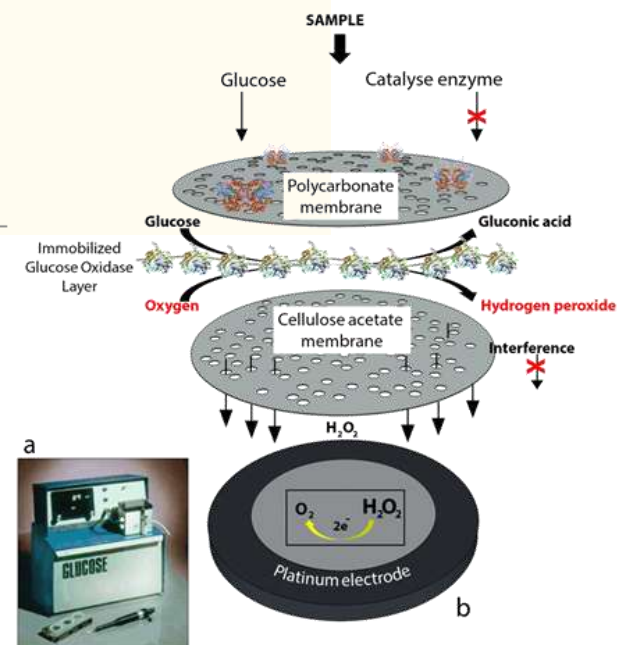 SAMPLE
Glucose
Catalyse enzyme
Polycarbonate
membrane
Glucose
Gluconic acid
Immobilized
Glucose Oxidase
Layer
Oxygen
Hydrogen peroxide
Cellulose acetate
membrane
Interference
H₂O₂
a
GLUCOSE
O₂
2e⁻
H₂O₂
Platinum electrode
b